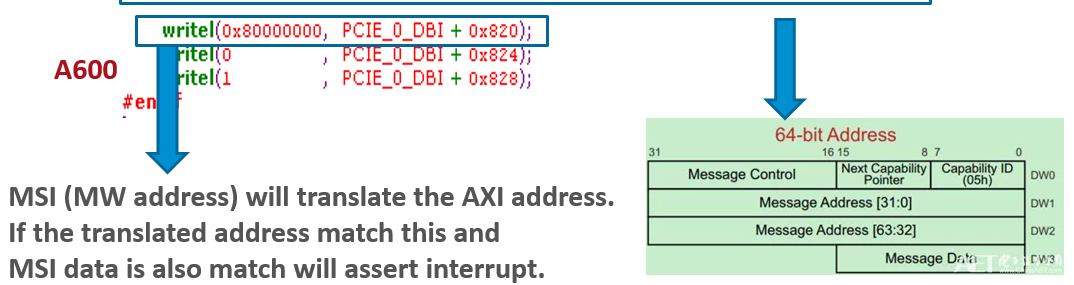 writel(0x80000000, PCIE_0_DBI + 0x820);
writel(0 , PCIE_0_DBI + 0x824);
A600
writel(1 , PCIE_0_DBI + 0x828);
MSI (MW address) will translate the AXI address.
If the translated address match this and
MSI data is also match will assert interrupt.
64-bit Address
31 16 15 8 7 0
Message Control Next Capability Pointer Capability ID (05h) DW0
Message Address [31:0] DW1
Message Address [63:32] DW2
Message Data DW3